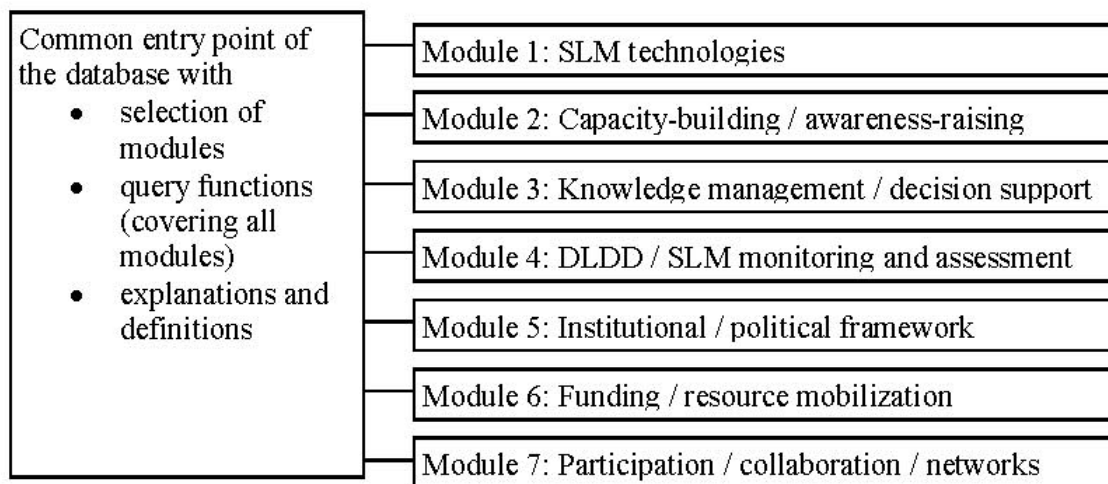 Common entry point of
the database with
• selection of
modules
• query functions
(covering all
modules)
• explanations and
definitions
Module 1: SLM technologies
Module 2: Capacity-building / awareness-raising
Module 3: Knowledge management / decision support
Module 4: DLDD / SLM monitoring and assessment
Module 5: Institutional / political framework
Module 6: Funding / resource mobilization
Module 7: Participation / collaboration / networks